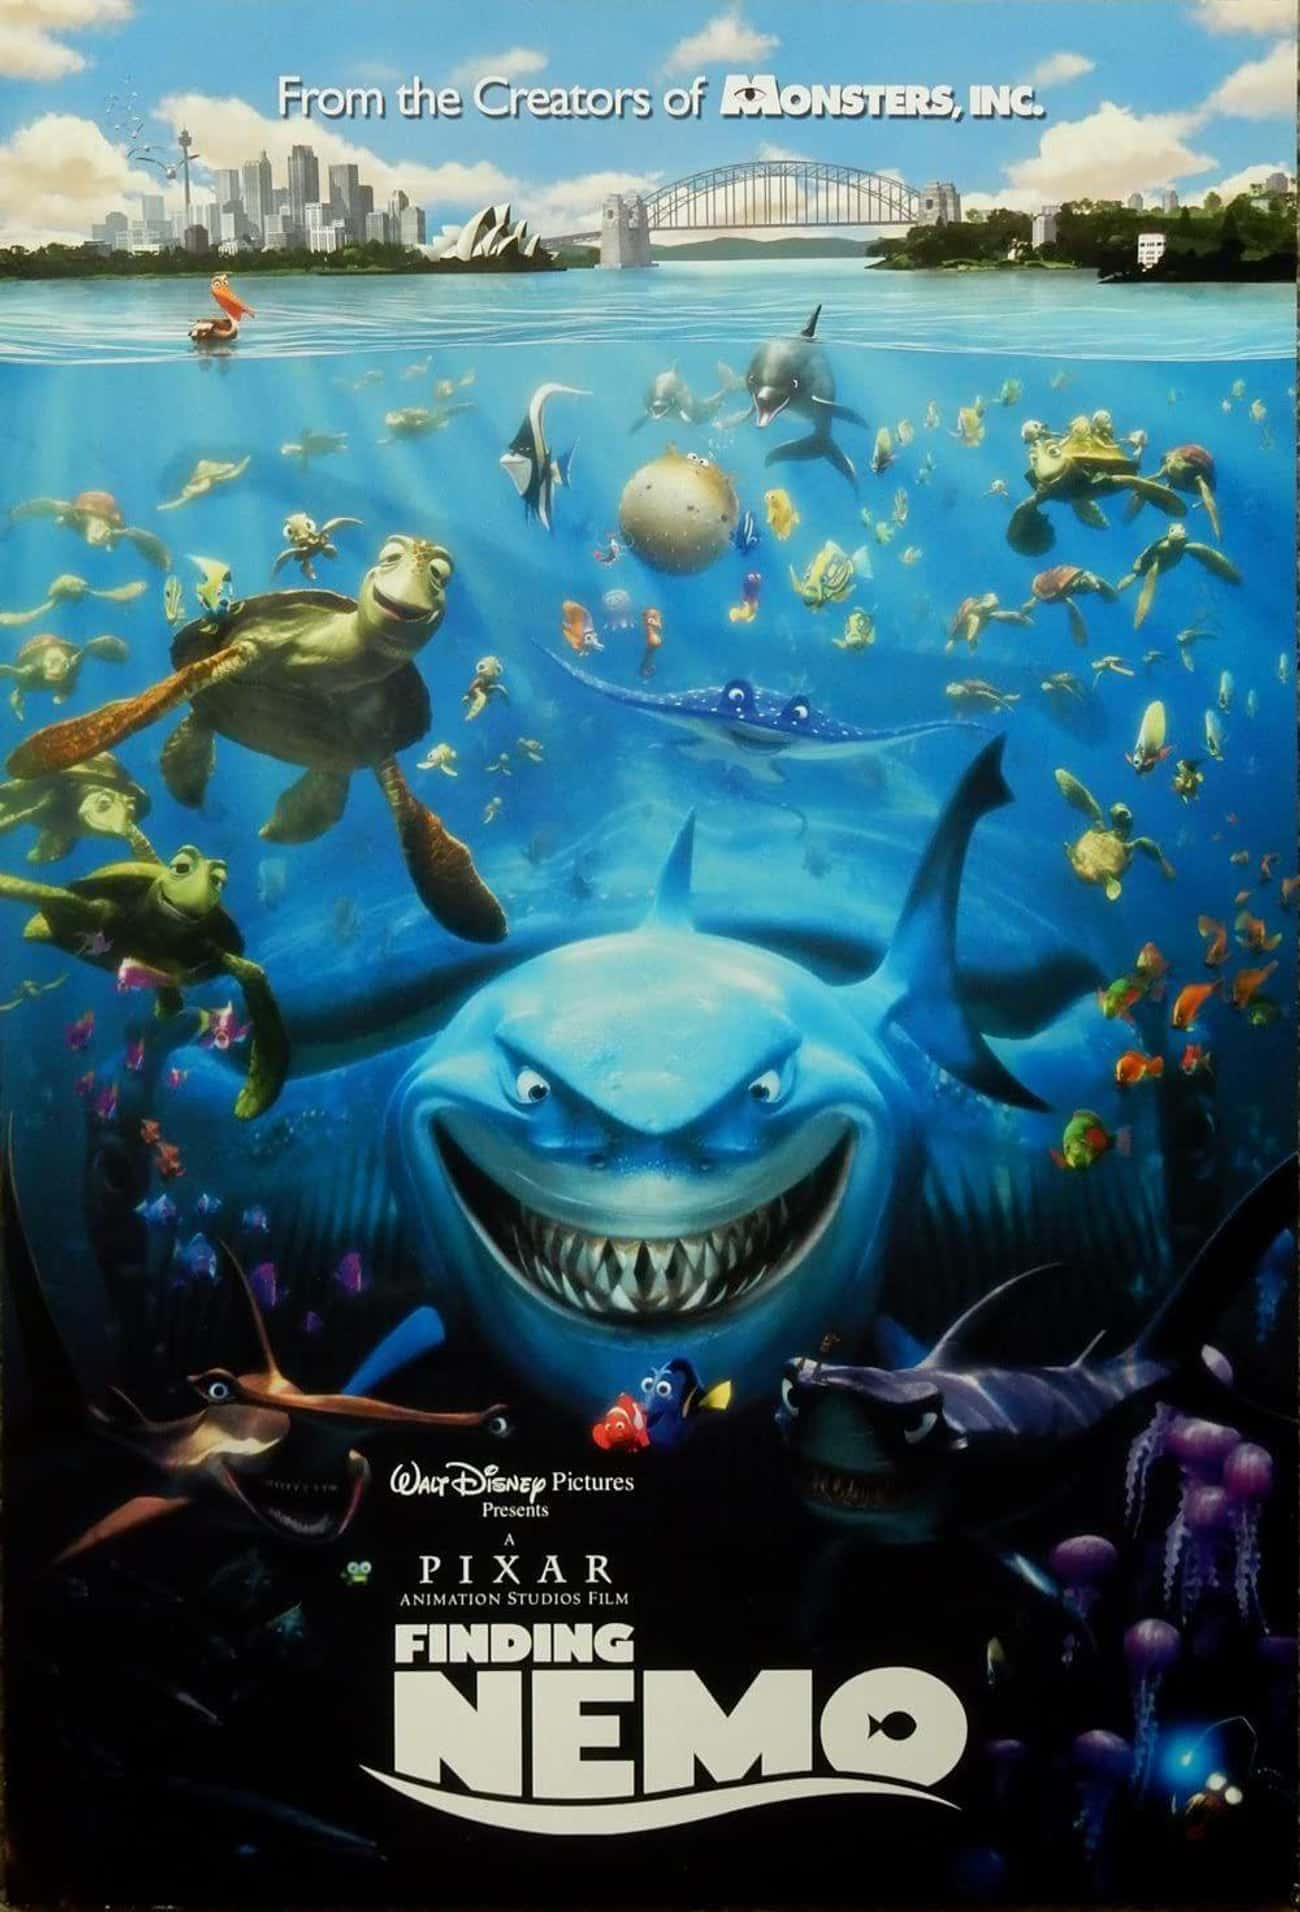 From the Creators of MONSTERS, INC.
WALT DISNEY Pictures
Presents
A
PIXAR
ANIMATION STUDIOS FILM
FINDING
NEMO